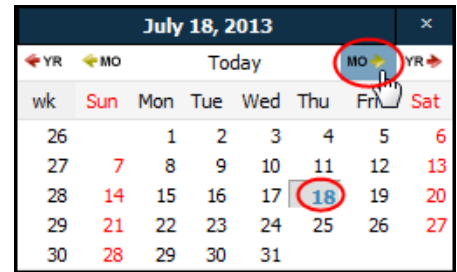 July 18, 2013 ×
YR MO Today MO YR
wk Sun Mon Tue Wed Thu Fri Sat
26 1 2 3 4 5 6
27 7 8 9 10 11 12 13
28 14 15 16 17 18 19 20
29 21 22 23 24 25 26 27
30 28 29 30 31